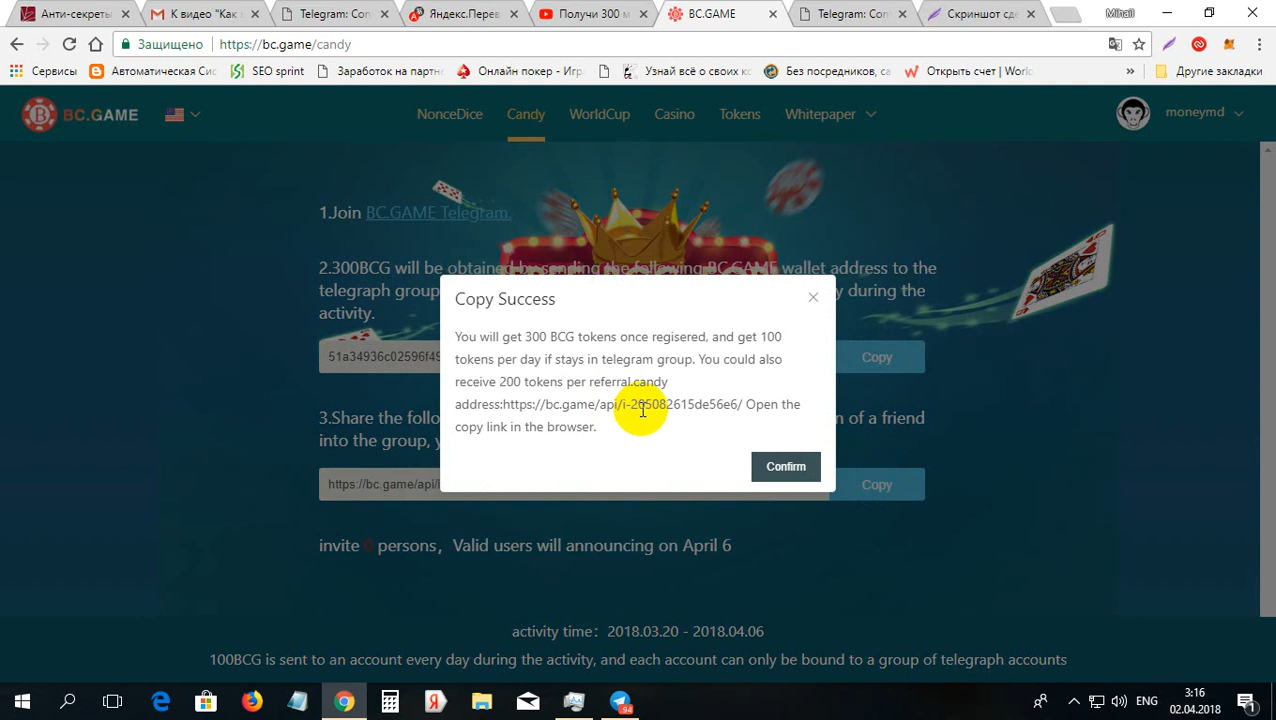 Анти-секреты
К видео "Как
Telegram: Con
Яндекс.Перев
Получи 300 м
BC.GAME
Telegram: Con
Скриншот сде
Mihail
Защищено https://bc.game/candy
Сервисы Автоматическая Сис SEO sprint Заработок на партне Онлайн покер - Игра Узнай всё о своих ко Без посредников, са Открыть счет | World » Другие закладки
BC.GAME NonceDice Candy WorldCup Casino Tokens Whitepaper moneymd
1.Join BC.GAME Telegram.
2.300BCG will be obtained by sending the following BC.GAME wallet address to the
telegraph group
y during the
activity.
51a34936c02596f49
Copy
Copy Success
You will get 300 BCG tokens once regisered, and get 100
tokens per day if stays in telegram group. You could also
receive 200 tokens per referral.candy
address:https://bc.game/api/i-265082615de56e6/ Open the
copy link in the browser.
Confirm
3.Share the follo
n of a friend
into the group, y
https://bc.game/api/i
Copy
invite 0 persons，Valid users will announcing on April 6
activity time：2018.03.20 - 2018.04.06
100BCG is sent to an account every day during the activity, and each account can only be bound to a group of telegraph accounts
94
ENG
3:16
02.04.2018
1